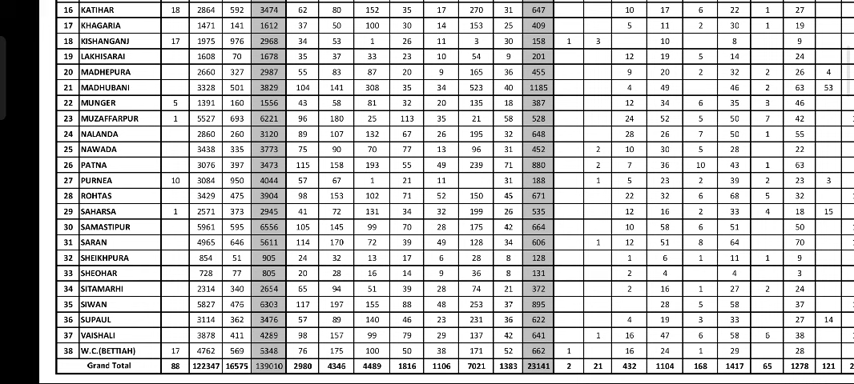 16 KATIHAR 18 2864 592 3474 62 80 152 35 17 270 31 647 10 17 6 22 1 27
17 KHAGARIA 1471 141 1612 37 50 100 30 14 153 25 409 5 11 2 30 1 19
18 KISHANGANJ 17 1975 976 2968 34 53 1 26 11 3 30 158 1 3 10 8 9
19 LAKHISARAI 1608 70 1678 35 37 33 23 10 54 9 201 12 19 5 14 24
20 MADHEPURA 2660 327 2987 55 83 87 20 9 165 36 455 9 20 2 32 2 26 4
21 MADHUBANI 3328 501 3829 104 141 308 35 34 523 40 1185 4 49 46 2 63 53
22 MUNGER 5 1391 160 1556 43 58 81 32 20 135 18 387 12 34 6 35 3 46
23 MUZAFFARPUR 1 5527 693 6221 96 180 25 113 35 21 58 528 24 52 5 50 7 42
24 NALANDA 2860 260 3120 89 107 132 67 26 195 32 648 28 26 7 50 1 55
25 NAWADA 3438 335 3773 75 90 70 77 13 96 31 452 2 10 30 5 28 22
26 PATNA 3076 397 3473 115 158 193 55 49 239 71 880 2 7 36 10 43 1 63
27 PURNEA 10 3084 950 4044 57 67 1 21 11 31 188 1 5 23 2 39 2 23 3
28 ROHTAS 3429 475 3904 98 153 102 71 52 150 45 671 22 32 6 68 5 32
29 SAHARSA 1 2571 373 2945 41 72 131 34 32 199 26 535 12 16 2 33 4 18 15
30 SAMASTIPUR 5961 595 6556 105 145 99 70 28 175 42 664 10 58 6 51 50
31 SARAN 4965 646 5611 114 170 72 39 49 128 34 606 1 12 51 8 64 70
32 SHEIKHPURA 854 51 905 24 32 13 17 6 28 8 128 1 6 1 11 1 9
33 SHEOHAR 728 77 805 20 28 16 14 9 36 8 131 2 4 4 3
34 SITAMARHI 2314 340 2654 65 94 51 39 28 74 21 372 2 16 1 27 2 24
35 SIWAN 5827 476 6303 117 197 155 88 48 253 37 895 28 5 58 37
36 SUPAUL 3114 362 3476 57 89 140 46 23 231 36 622 4 19 3 33 27 14
37 VAISHALI 3878 411 4289 98 157 99 79 29 137 42 641 1 16 47 6 58 6 38
38 W.C.(BETTIAH) 17 4762 569 5348 76 175 100 50 38 171 52 662 1 16 24 1 29 28
Grand Total 88 122347 16575 139010 2980 4346 4489 1816 1106 7021 1383 23141 2 21 432 1104 168 1417 65 1278 121